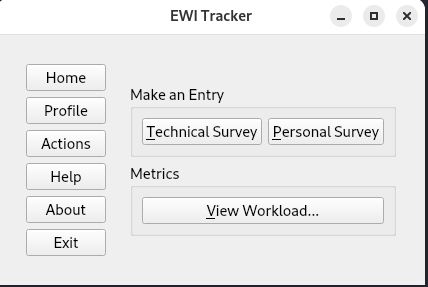 EWI Tracker
Home
Profile
Actions
Help
About
Exit
Make an Entry
Technical Survey
Personal Survey
Metrics
View Workload...